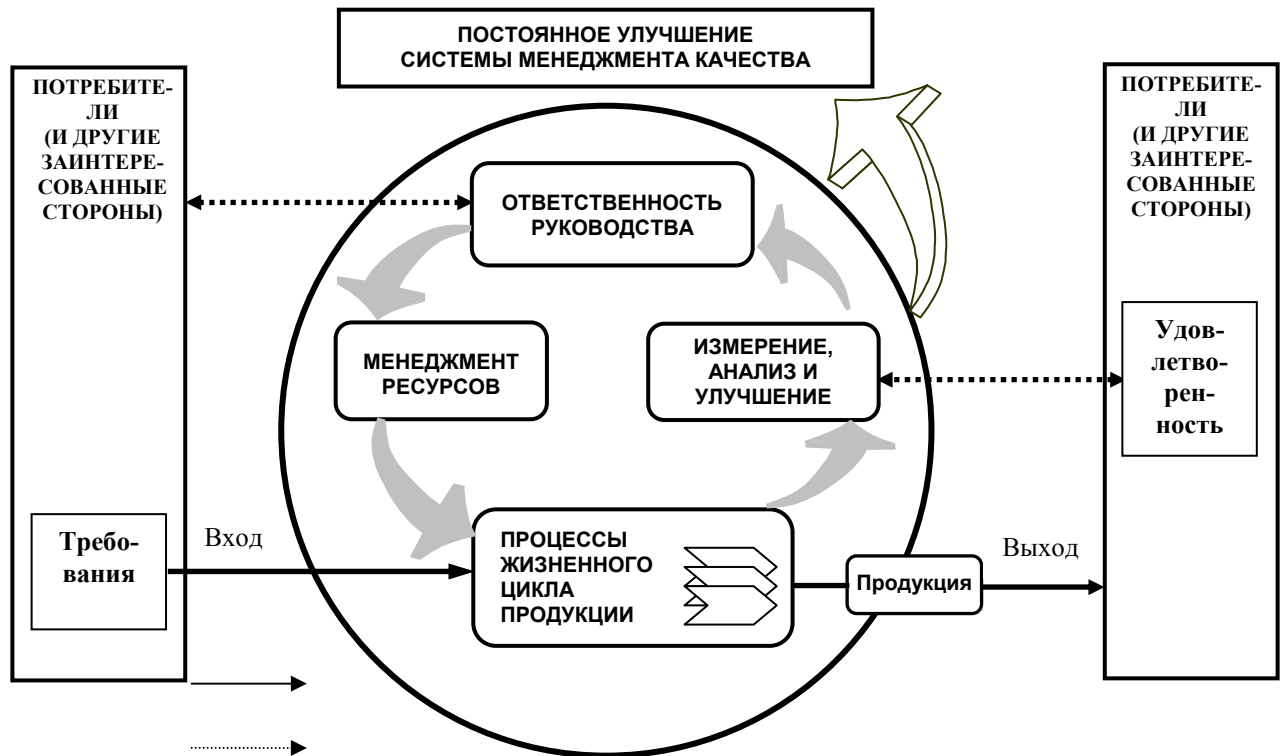 ПОСТОЯННОЕ УЛУЧШЕНИЕ
СИСТЕМЫ МЕНЕДЖМЕНТА КАЧЕСТВА
ПОТРЕБИТЕ-
ЛИ
(И ДРУГИЕ
ЗАИНТЕРЕ-
СОВАННЫЕ
СТОРОНЫ)
ОТВЕТСТВЕННОСТЬ
РУКОВОДСТВА
ПОТРЕБИТЕ-
ЛИ
(И ДРУГИЕ
ЗАИНТЕРЕ-
СОВАННЫЕ
СТОРОНЫ)
МЕНЕДЖМЕНТ
РЕСУРСОВ
ИЗМЕРЕНИЕ,
АНАЛИЗ И
УЛУЧШЕНИЕ
Удов-
летво-
рен-
ность
Требо-
вания
Вход
ПРОЦЕССЫ
ЖИЗНЕННОГО
ЦИКЛА
ПРОДУКЦИИ
Продукция
Выход